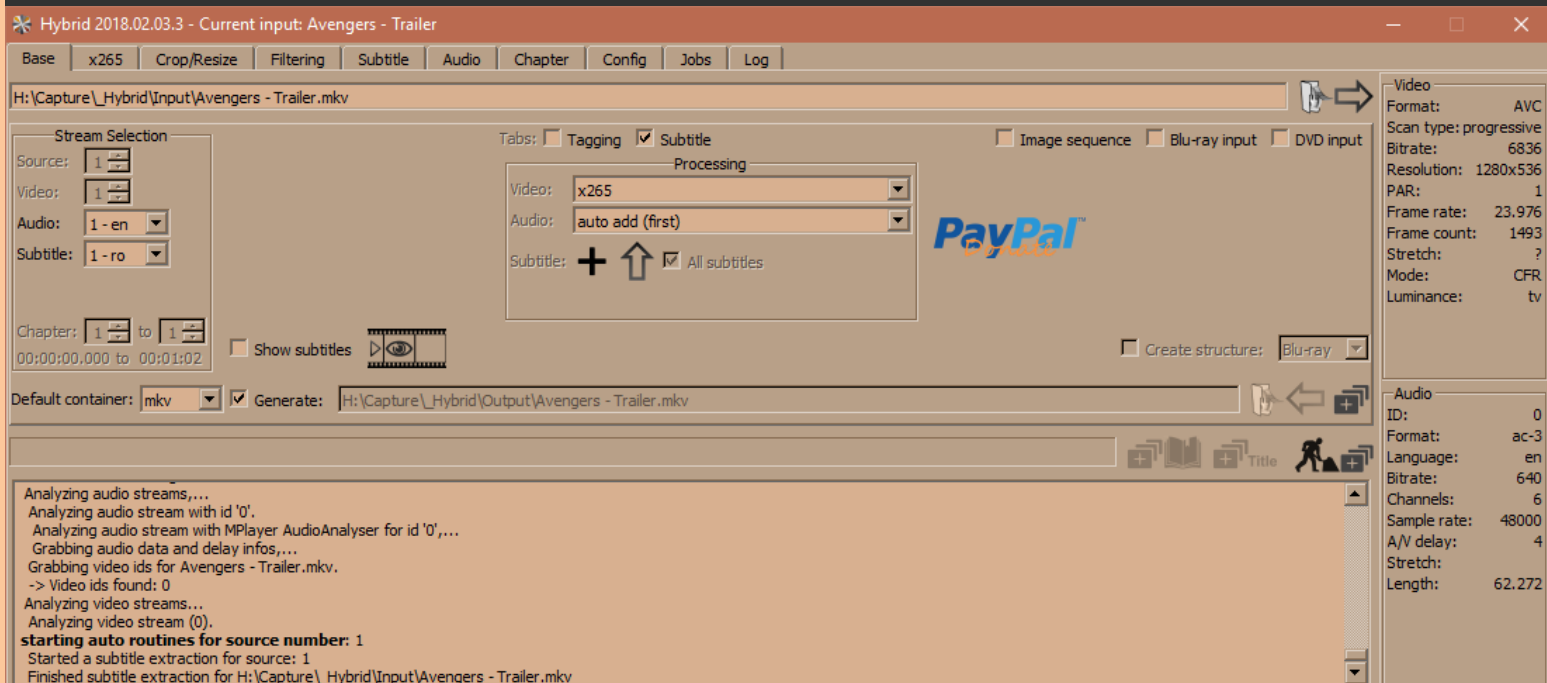 Hybrid 2018.02.03.3 - Current input: Avengers - Trailer
Base x265 Crop/Resize Filtering Subtitle Audio Chapter Config Jobs Log
H:\Capture\_Hybrid\Input\Avengers - Trailer.mkv
Stream Selection
Source: 1
Video: 1
Audio: 1 - en
Subtitle: 1 - ro
Chapter: 1 to 1
00:00:00.000 to 00:01:02
Tabs: Tagging Subtitle
Image sequence Blu-ray input DVD input
Processing
Video: x265
Audio: auto add (first)
Subtitle: All subtitles
PayPal™
Donate
Show subtitles
Create structure: Blu-ray
Default container: mkv Generate: H:\Capture\_Hybrid\Output\Avengers - Trailer.mkv
Title
Analyzing audio streams,...
Analyzing audio stream with id '0'.
Analyzing audio stream with MPlayer AudioAnalyser for id '0',...
Grabbing audio data and delay infos,...
Grabbing video ids for Avengers - Trailer.mkv.
-> Video ids found: 0
Analyzing video streams...
Analyzing video stream (0).
starting auto routines for source number: 1
Started a subtitle extraction for source: 1
Finished subtitle extraction for H:\Capture\_Hybrid\Input\Avengers - Trailer.mkv
Video
Format: AVC
Scan type: progressive
Bitrate: 6836
Resolution: 1280x536
PAR: 1
Frame rate: 23.976
Frame count: 1493
Stretch: ?
Mode: CFR
Luminance: tv
Audio
ID: 0
Format: ac-3
Language: en
Bitrate: 640
Channels: 6
Sample rate: 48000
A/V delay: 4
Stretch:
Length: 62.272